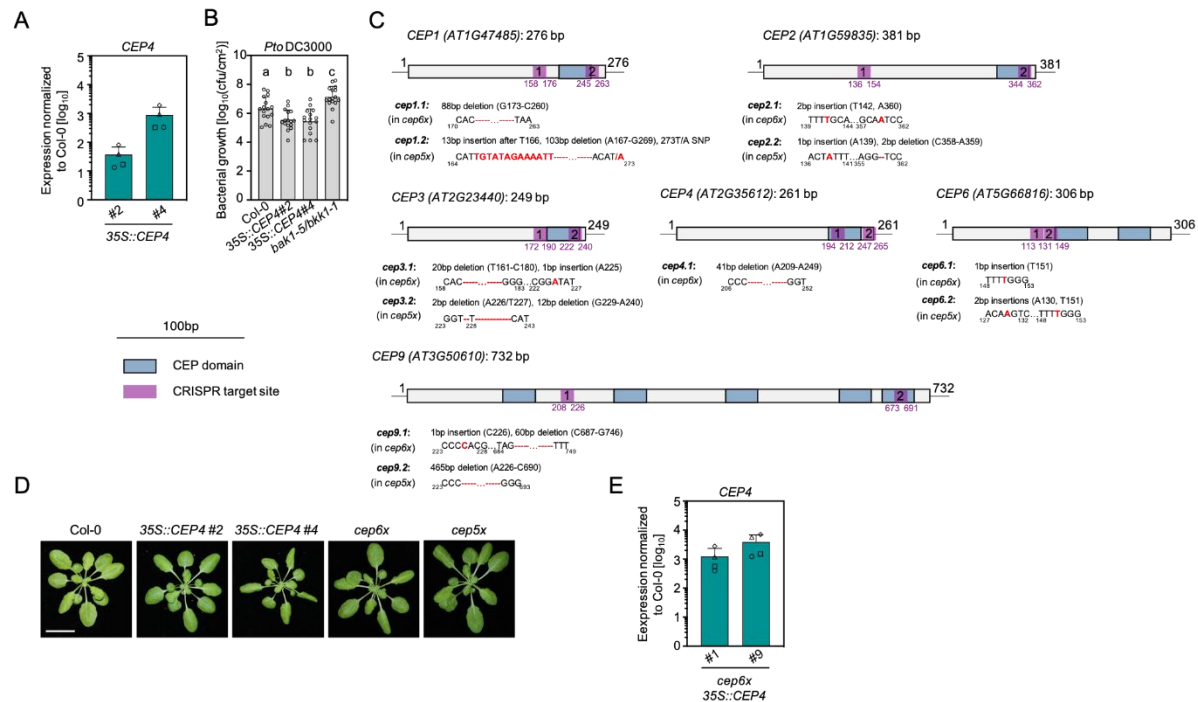 A
CEP4
Expression normalized
to Col-0 [log10]
5
4
3
2
1
0
#2
#4
35S::CEP4
B
Pto DC3000
Bacterial growth [log10(cfu/cm²)]
10
8
6
4
2
0
a
b
b
c
Col-0
35S::CEP4#2
35S::CEP4#4
bak1-5/bkk1-1
C
CEP1 (AT1G47485): 276 bp
1
276
1
2
158 176
245 263
cep1.1: 88bp deletion (G173-C260)
(in cep6x)
CAC------...------TAA
170
263
cep1.2: 13bp insertion after T166, 103bp deletion (A167-G269), 273T/A SNP
(in cep5x)
CATTGTATAGAAAATT-----...-----ACAT/A
164
273
CEP2 (AT1G59835): 381 bp
1
381
1
2
136 154
344 362
cep2.1: 2bp insertion (T142, A360)
(in cep6x)
TTTTGCA...GCAATCC
139
144
357
362
cep2.2: 1bp insertion (A139), 2bp deletion (C358-A359)
(in cep5x)
ACTATTT...AGG--TCC
136
141
355
362
CEP3 (AT2G23440): 249 bp
1
249
1
2
172 190 222 240
cep3.1: 20bp deletion (T161-C180), 1bp insertion (A225)
(in cep6x)
CAC------...------GGG...CGGATAT
158
183
222
227
cep3.2: 2bp deletion (A226/T227), 12bp deletion (G229-A240)
(in cep5x)
GGT--T------...------CAT
223
228
243
CEP4 (AT2G35612): 261 bp
1
261
1
2
194 212 247 265
cep4.1: 41bp deletion (A209-A249)
(in cep6x)
CCC-----...-----GGT
206
252
CEP6 (AT5G66816): 306 bp
1
306
1
2
113 131 149
cep6.1: 1bp insertion (T151)
(in cep6x)
TTTTGGG
148
153
cep6.2: 2bp insertions (A130, T151)
(in cep5x)
ACAAGTC...TTTTGGG
127
132
148
153
100bp
CEP domain
CRISPR target site
CEP9 (AT3G50610): 732 bp
1
732
1
2
208 226
673 691
cep9.1: 1bp insertion (C226), 60bp deletion (C687-G746)
(in cep6x)
CCCCACG...TAG-----...------TTT
223
228
684
749
cep9.2: 465bp deletion (A226-C690)
(in cep5x)
CCC------...------GGG
223
693
D
Col-0
35S::CEP4 #2
35S::CEP4 #4
cep6x
cep5x
E
CEP4
Eexpression normalized
to Col-0 [log10]
5
4
3
2
1
0
#1
#9
cep6x
35S::CEP4